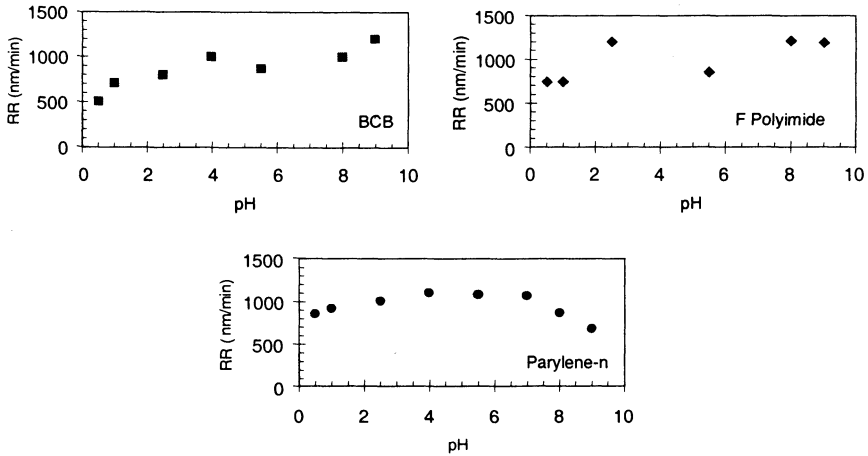 1500
1000
500
0
RR (nm/min)
BCB
0 2 4 6 8 10
pH
1500
1000
500
0
RR (nm/min)
F Polyimide
0 2 4 6 8 10
pH
1500
1000
500
0
RR ( nm/min)
Parylene-n
0 2 4 6 8 10
pH